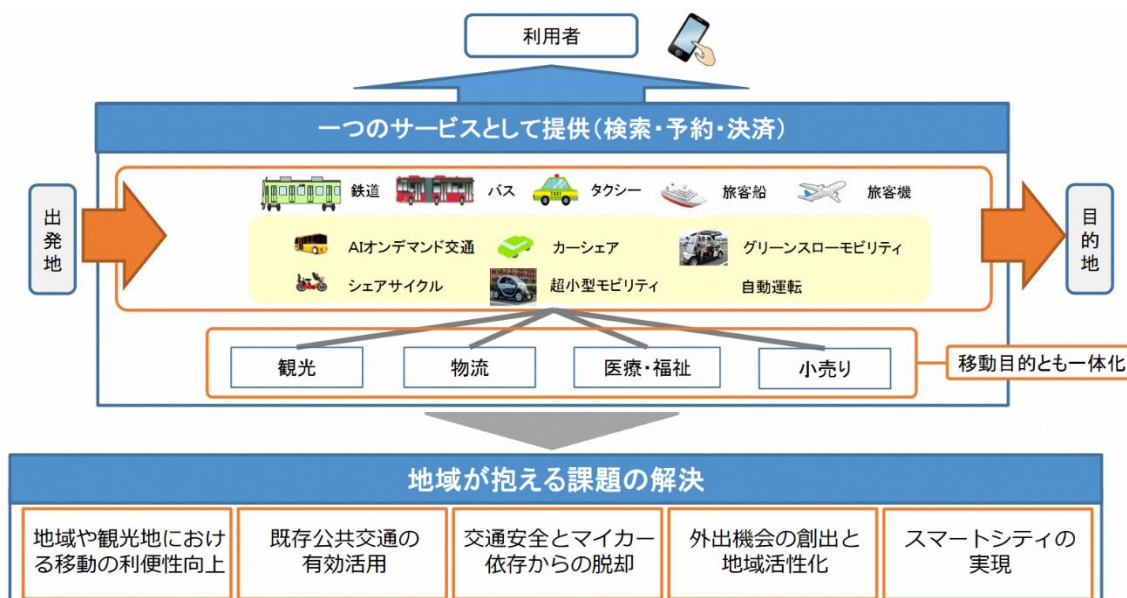 利用者
一つのサービスとして提供(検索・予約・決済)
出発地
鉄道 バス タクシー 旅客船 旅客機
TAXI
AIオンデマンド交通 カーシェア グリーンスローモビリティ
シェアサイクル 超小型モビリティ 自動運転
目的地
観光 物流 医療・福祉 小売り
移動目的とも一体化
地域が抱える課題の解決
地域や観光地におけ
る移動の利便性向上
既存公共交通の
有効活用
交通安全とマイカー
依存からの脱却
外出機会の創出と
地域活性化
スマートシティの
実現